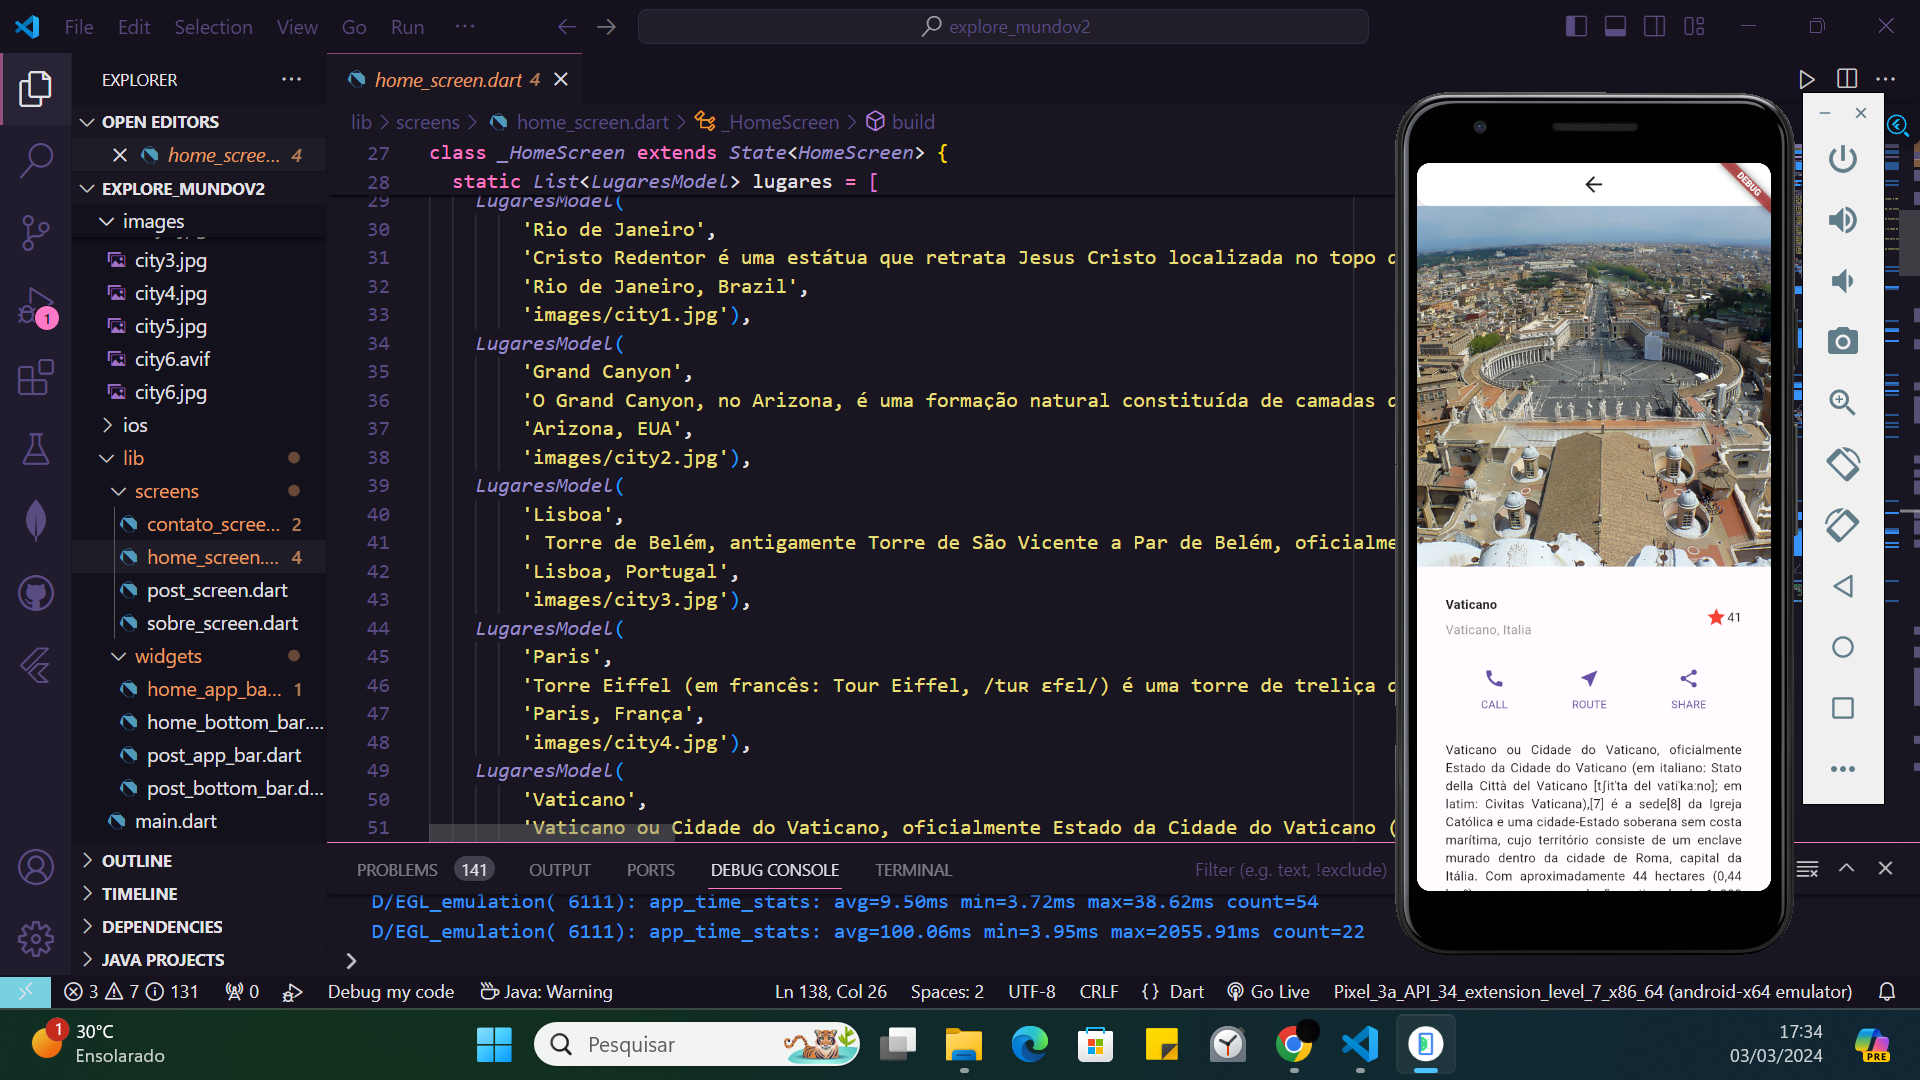 File Edit Selection View Go Run ···
explore_mundov2
EXPLORER
OPEN EDITORS
home_scree... 4
EXPLORE_MUNDOV2
images
city3.jpg
city4.jpg
city5.jpg
city6.avif
city6.jpg
ios
lib
screens
contato_scree... 2
home_screen.... 4
post_screen.dart
sobre_screen.dart
widgets
home_app_ba... 1
home_bottom_bar....
post_app_bar.dart
post_bottom_bar.d...
main.dart
OUTLINE
TIMELINE
DEPENDENCIES
JAVA PROJECTS
1
home_screen.dart 4
lib > screens > home_screen.dart > _HomeScreen > build
27 class _HomeScreen extends State<HomeScreen> {
28 static List<LugaresModel> lugares = [
29 LugaresModel(
30 'Rio de Janeiro',
31 'Cristo Redentor é uma estátua que retrata Jesus Cristo localizada no topo d
32 'Rio de Janeiro, Brazil',
33 'images/city1.jpg'),
34 LugaresModel(
35 'Grand Canyon',
36 'O Grand Canyon, no Arizona, é uma formação natural constituída de camadas d
37 'Arizona, EUA',
38 'images/city2.jpg'),
39 LugaresModel(
40 'Lisboa',
41 ' Torre de Belém, antigamente Torre de São Vicente a Par de Belém, oficialme
42 'Lisboa, Portugal',
43 'images/city3.jpg'),
44 LugaresModel(
45 'Paris',
46 'Torre Eiffel (em francês: Tour Eiffel, /tuʀ ɛfɛl/) é uma torre de treliça d
47 'Paris, França',
48 'images/city4.jpg'),
49 LugaresModel(
50 'Vaticano',
51 'Vaticano ou Cidade do Vaticano, oficialmente Estado da Cidade do Vaticano (
DEBUG
Vaticano
Vaticano, Italia
41
CALL ROUTE SHARE
Vaticano ou Cidade do Vaticano, oficialmente
Estado da Cidade do Vaticano (em italiano: Stato
della Città del Vaticano [tʃit'ta del vati'ka:no]; em
latim: Civitas Vaticana),[7] é a sede[8] da Igreja
Católica e uma cidade-Estado soberana sem costa
marítima, cujo território consiste de um enclave
murado dentro da cidade de Roma, capital da
Itália. Com aproximadamente 44 hectares (0,44
PROBLEMS 141 OUTPUT PORTS DEBUG CONSOLE TERMINAL Filter (e.g. text, !exclude)
D/EGL_emulation( 6111): app_time_stats: avg=9.50ms min=3.72ms max=38.62ms count=54
D/EGL_emulation( 6111): app_time_stats: avg=100.06ms min=3.95ms max=2055.91ms count=22
>
3 7 131 0 Debug my code Java: Warning Ln 138, Col 26 Spaces: 2 UTF-8 CRLF {} Dart Go Live Pixel_3a_API_34_extension_level_7_x86_64 (android-x64 emulator)
1
30°C
Ensolarado
Pesquisar
17:34
03/03/2024
PRE